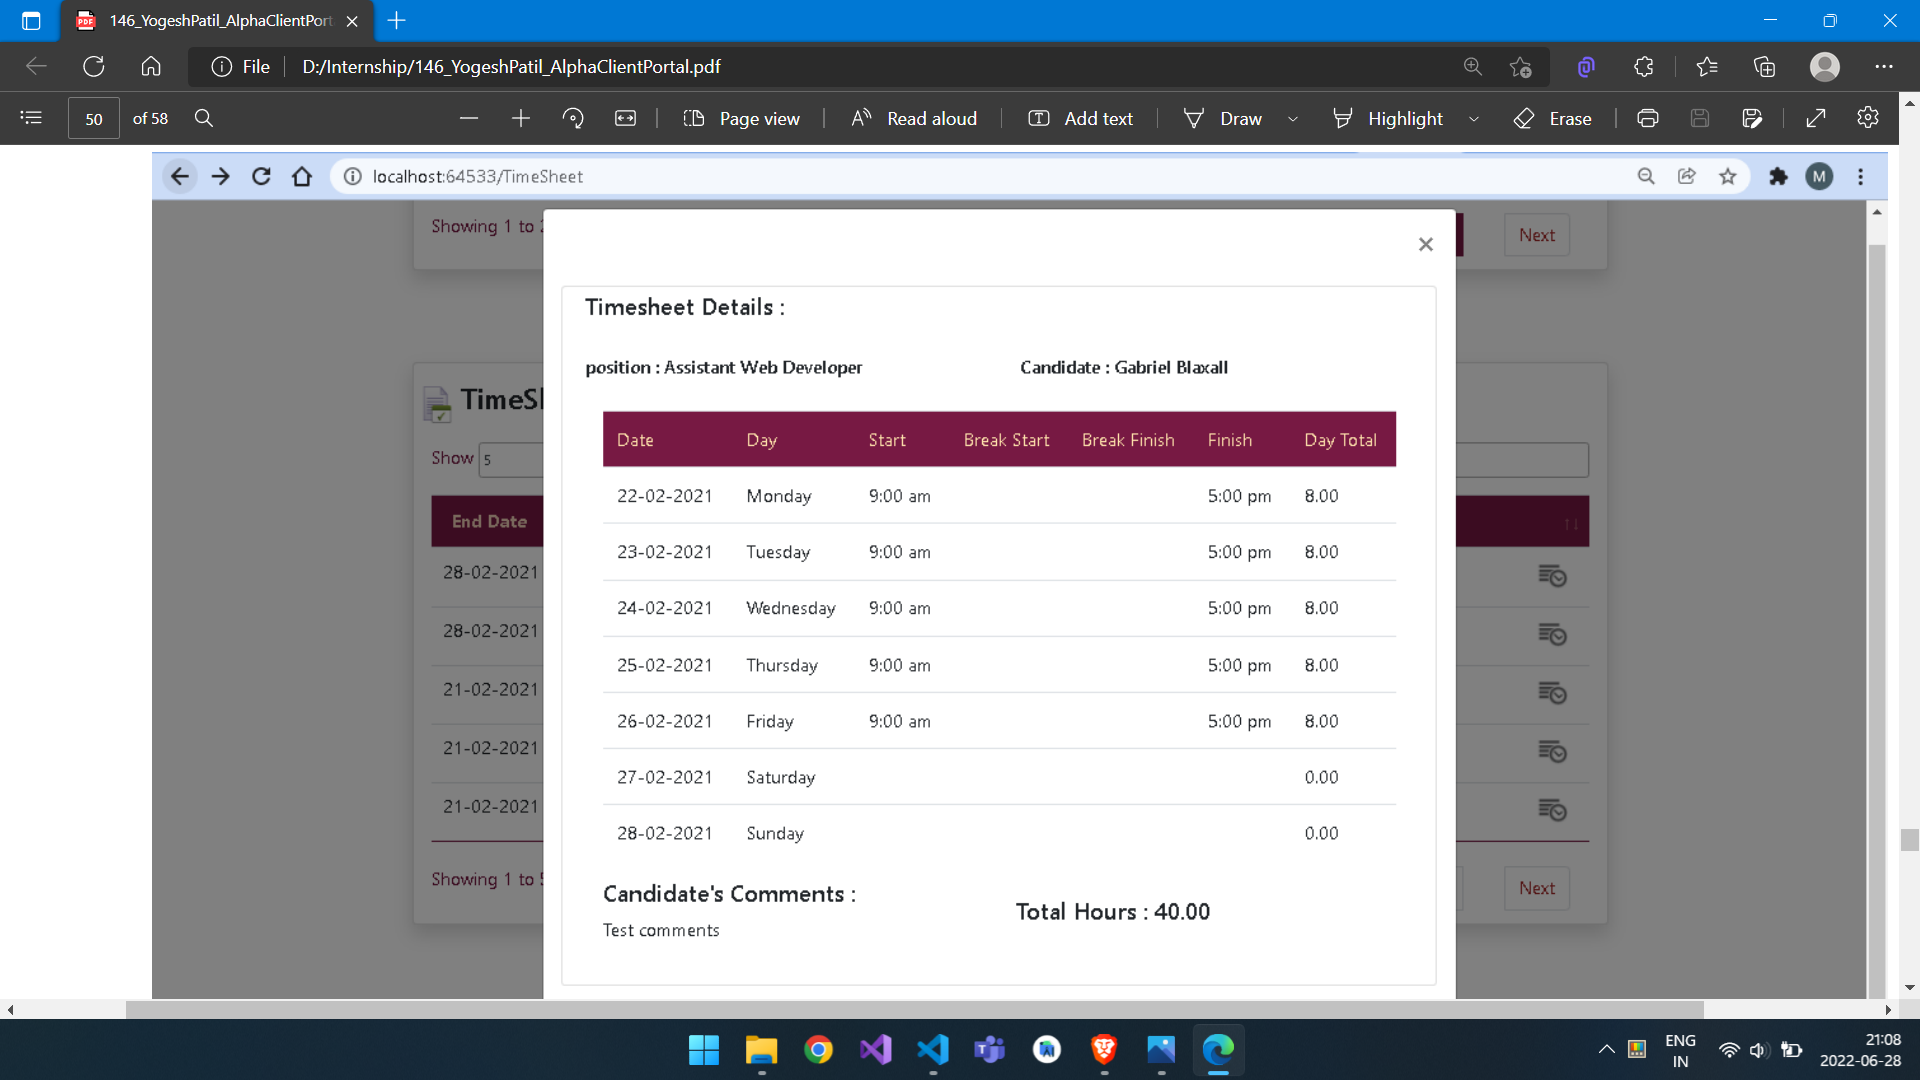 146_YogeshPatil_AlphaClientPort
File D:/Internship/146_YogeshPatil_AlphaClientPortal.pdf
50 of 58 Page view Read aloud Add text Draw Highlight Erase
localhost:64533/TimeSheet M
Showing 1 to Next
Timesheet Details :
position : Assistant Web Developer Candidate : Gabriel Blaxall
TimeSh
Show 5
Date Day Start Break Start Break Finish Finish Day Total
22-02-2021 Monday 9:00 am 5:00 pm 8.00
End Date
23-02-2021 Tuesday 9:00 am 5:00 pm 8.00
28-02-2021
24-02-2021 Wednesday 9:00 am 5:00 pm 8.00
28-02-2021
25-02-2021 Thursday 9:00 am 5:00 pm 8.00
21-02-2021
26-02-2021 Friday 9:00 am 5:00 pm 8.00
21-02-2021
27-02-2021 Saturday 0.00
21-02-2021
28-02-2021 Sunday 0.00
Showing 1 to Next
Candidate's Comments :
Total Hours : 40.00
Test comments
ENG
IN
21:08
2022-06-28